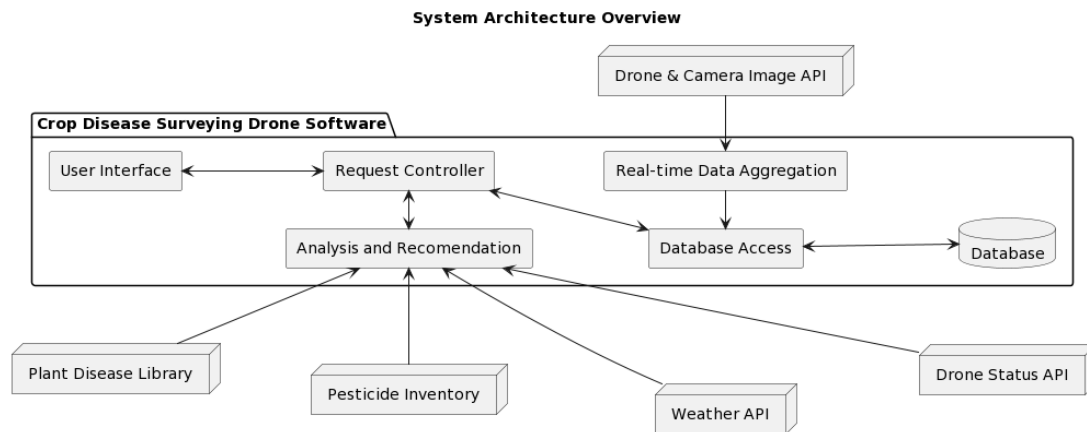 System Architecture Overview
Drone & Camera Image API
Crop Disease Surveying Drone Software
User Interface
Request Controller
Real-time Data Aggregation
Analysis and Recomendation
Database Access
Database
Plant Disease Library
Pesticide Inventory
Weather API
Drone Status API